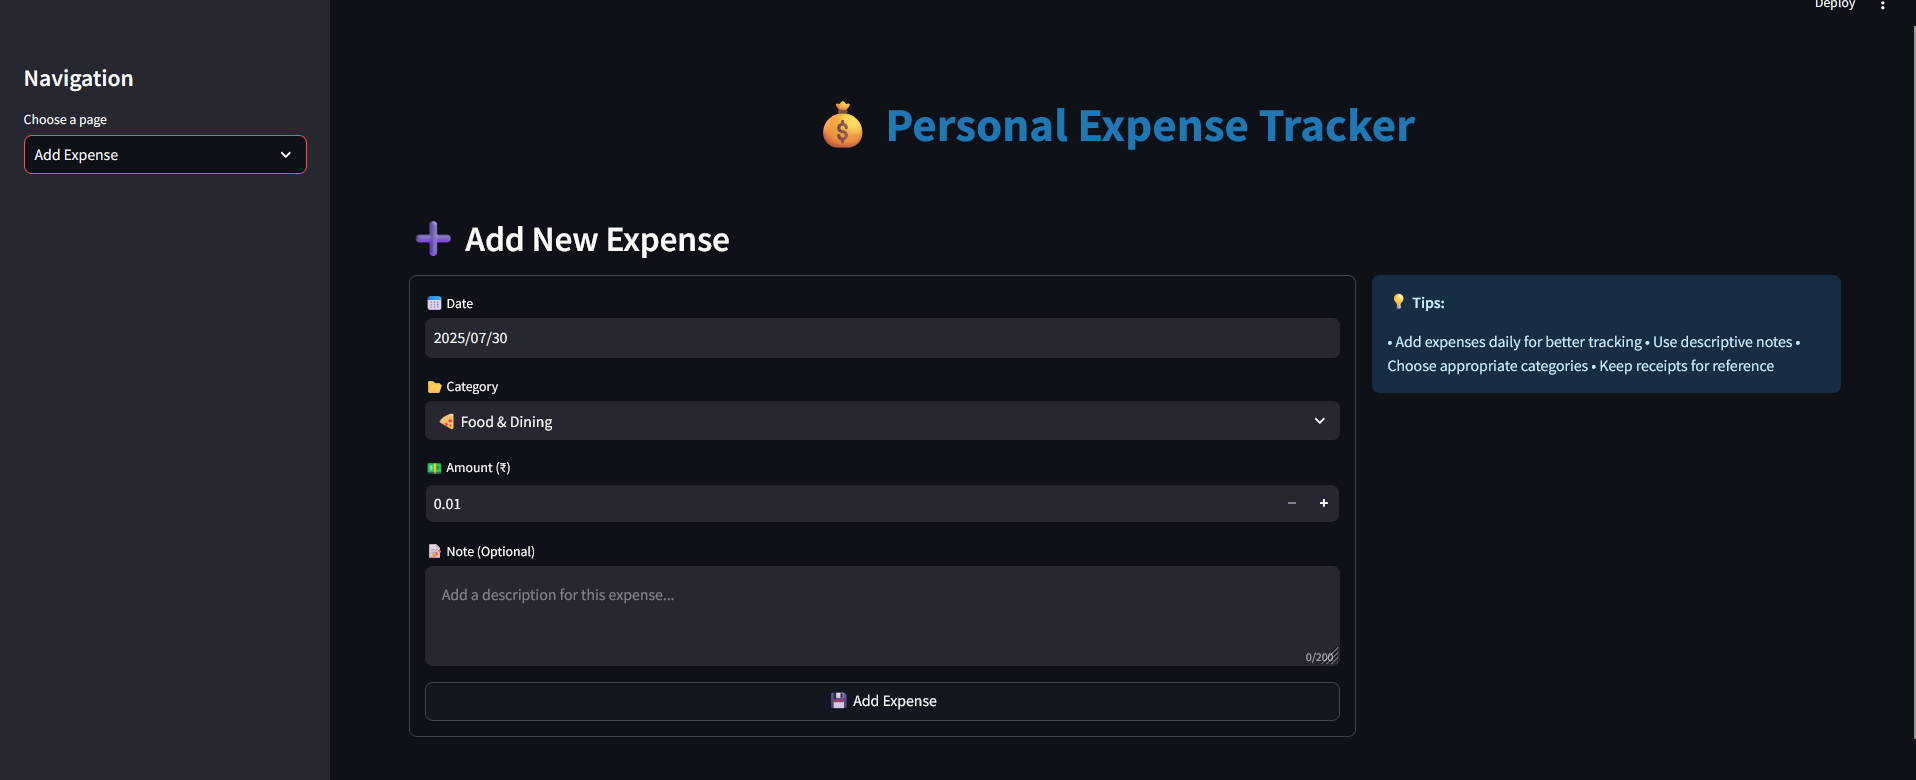 Deploy
Navigation
Choose a page
Add Expense
💰 Personal Expense Tracker
➕ Add New Expense
📅 Date
2025/07/30
📁 Category
🍕 Food & Dining
💵 Amount (₹)
0.01
📝 Note (Optional)
Add a description for this expense...
0/200
💾 Add Expense
💡 Tips:
• Add expenses daily for better tracking • Use descriptive notes •
Choose appropriate categories • Keep receipts for reference